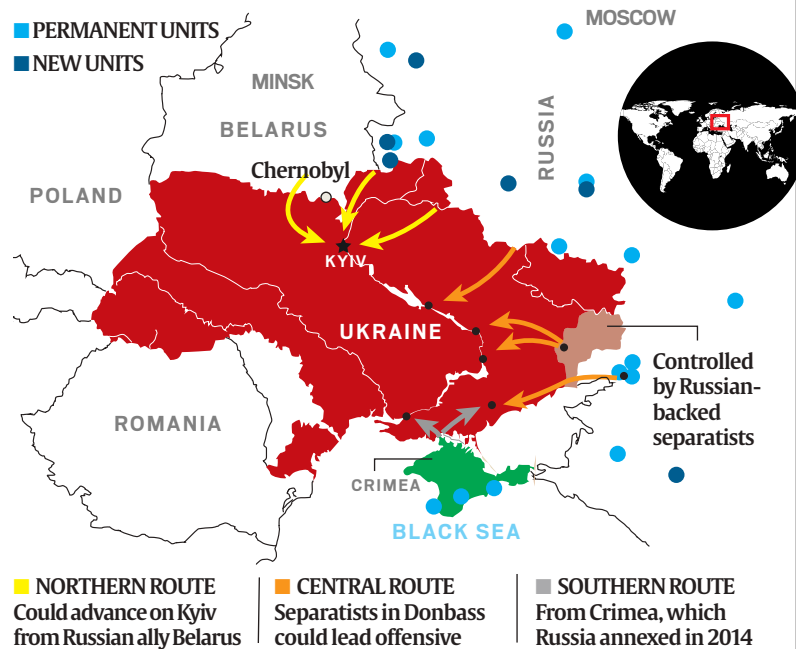 PERMANENT UNITS
NEW UNITS
MOSCOW
MINSK
BELARUS
RUSSIA
Chernobyl
POLAND
KYIV
UKRAINE
Controlled
by Russian-
backed
separatists
ROMANIA
CRIMEA
BLACK SEA
NORTHERN ROUTE
Could advance on Kyiv
from Russian ally Belarus
CENTRAL ROUTE
Separatists in Donbass
could lead offensive
SOUTHERN ROUTE
From Crimea, which
Russia annexed in 2014